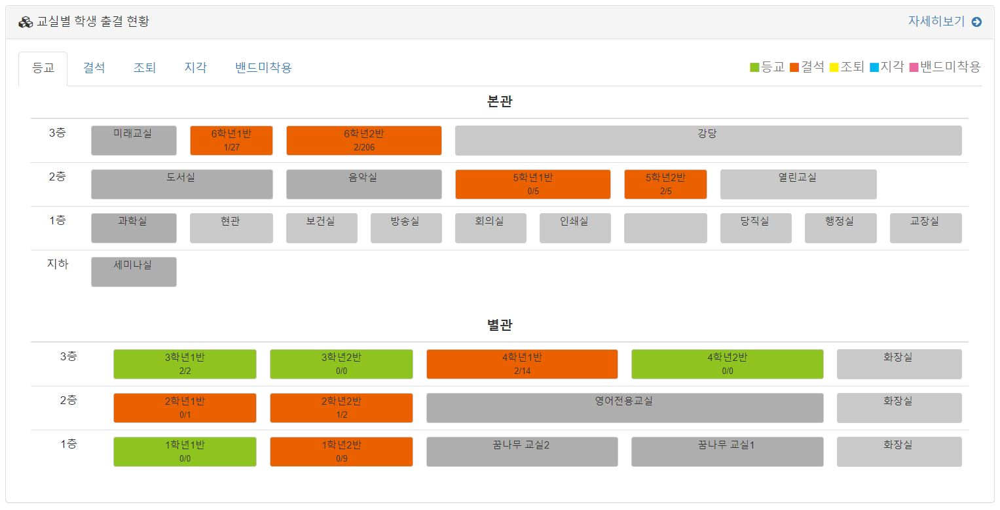 교실별 학생 출결 현황
자세히보기
등교 결석 조퇴 지각 밴드미착용
등교 결석 조퇴 지각 밴드미착용
본관
3층 미래교실 6학년1반 6학년2반 강당
1/27 2/206
2층 도서실 음악실 5학년1반 5학년2반 열린교실
0/5 2/5
1층 과학실 현관 보건실 방송실 회의실 인쇄실 당직실 행정실 교장실
지하 세미나실
별관
3층 3학년1반 3학년2반 4학년1반 4학년2반 화장실
2/2 0/0 2/14 0/0
2층 2학년1반 2학년2반 영어전용교실 화장실
0/1 1/2
1층 1학년1반 1학년2반 꿈나무 교실2 꿈나무 교실1 화장실
0/0 0/9